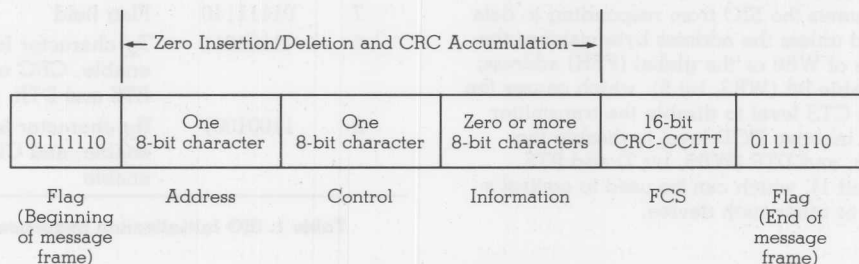 Zero Insertion/Deletion and CRC Accumulation
01111110
One
8-bit character
One
8-bit character
Zero or more
8-bit characters
16-bit
CRC-CCITT
01111110
Flag
(Beginning
of message
frame)
Address
Control
Information
FCS
Flag
(End of
message
frame)